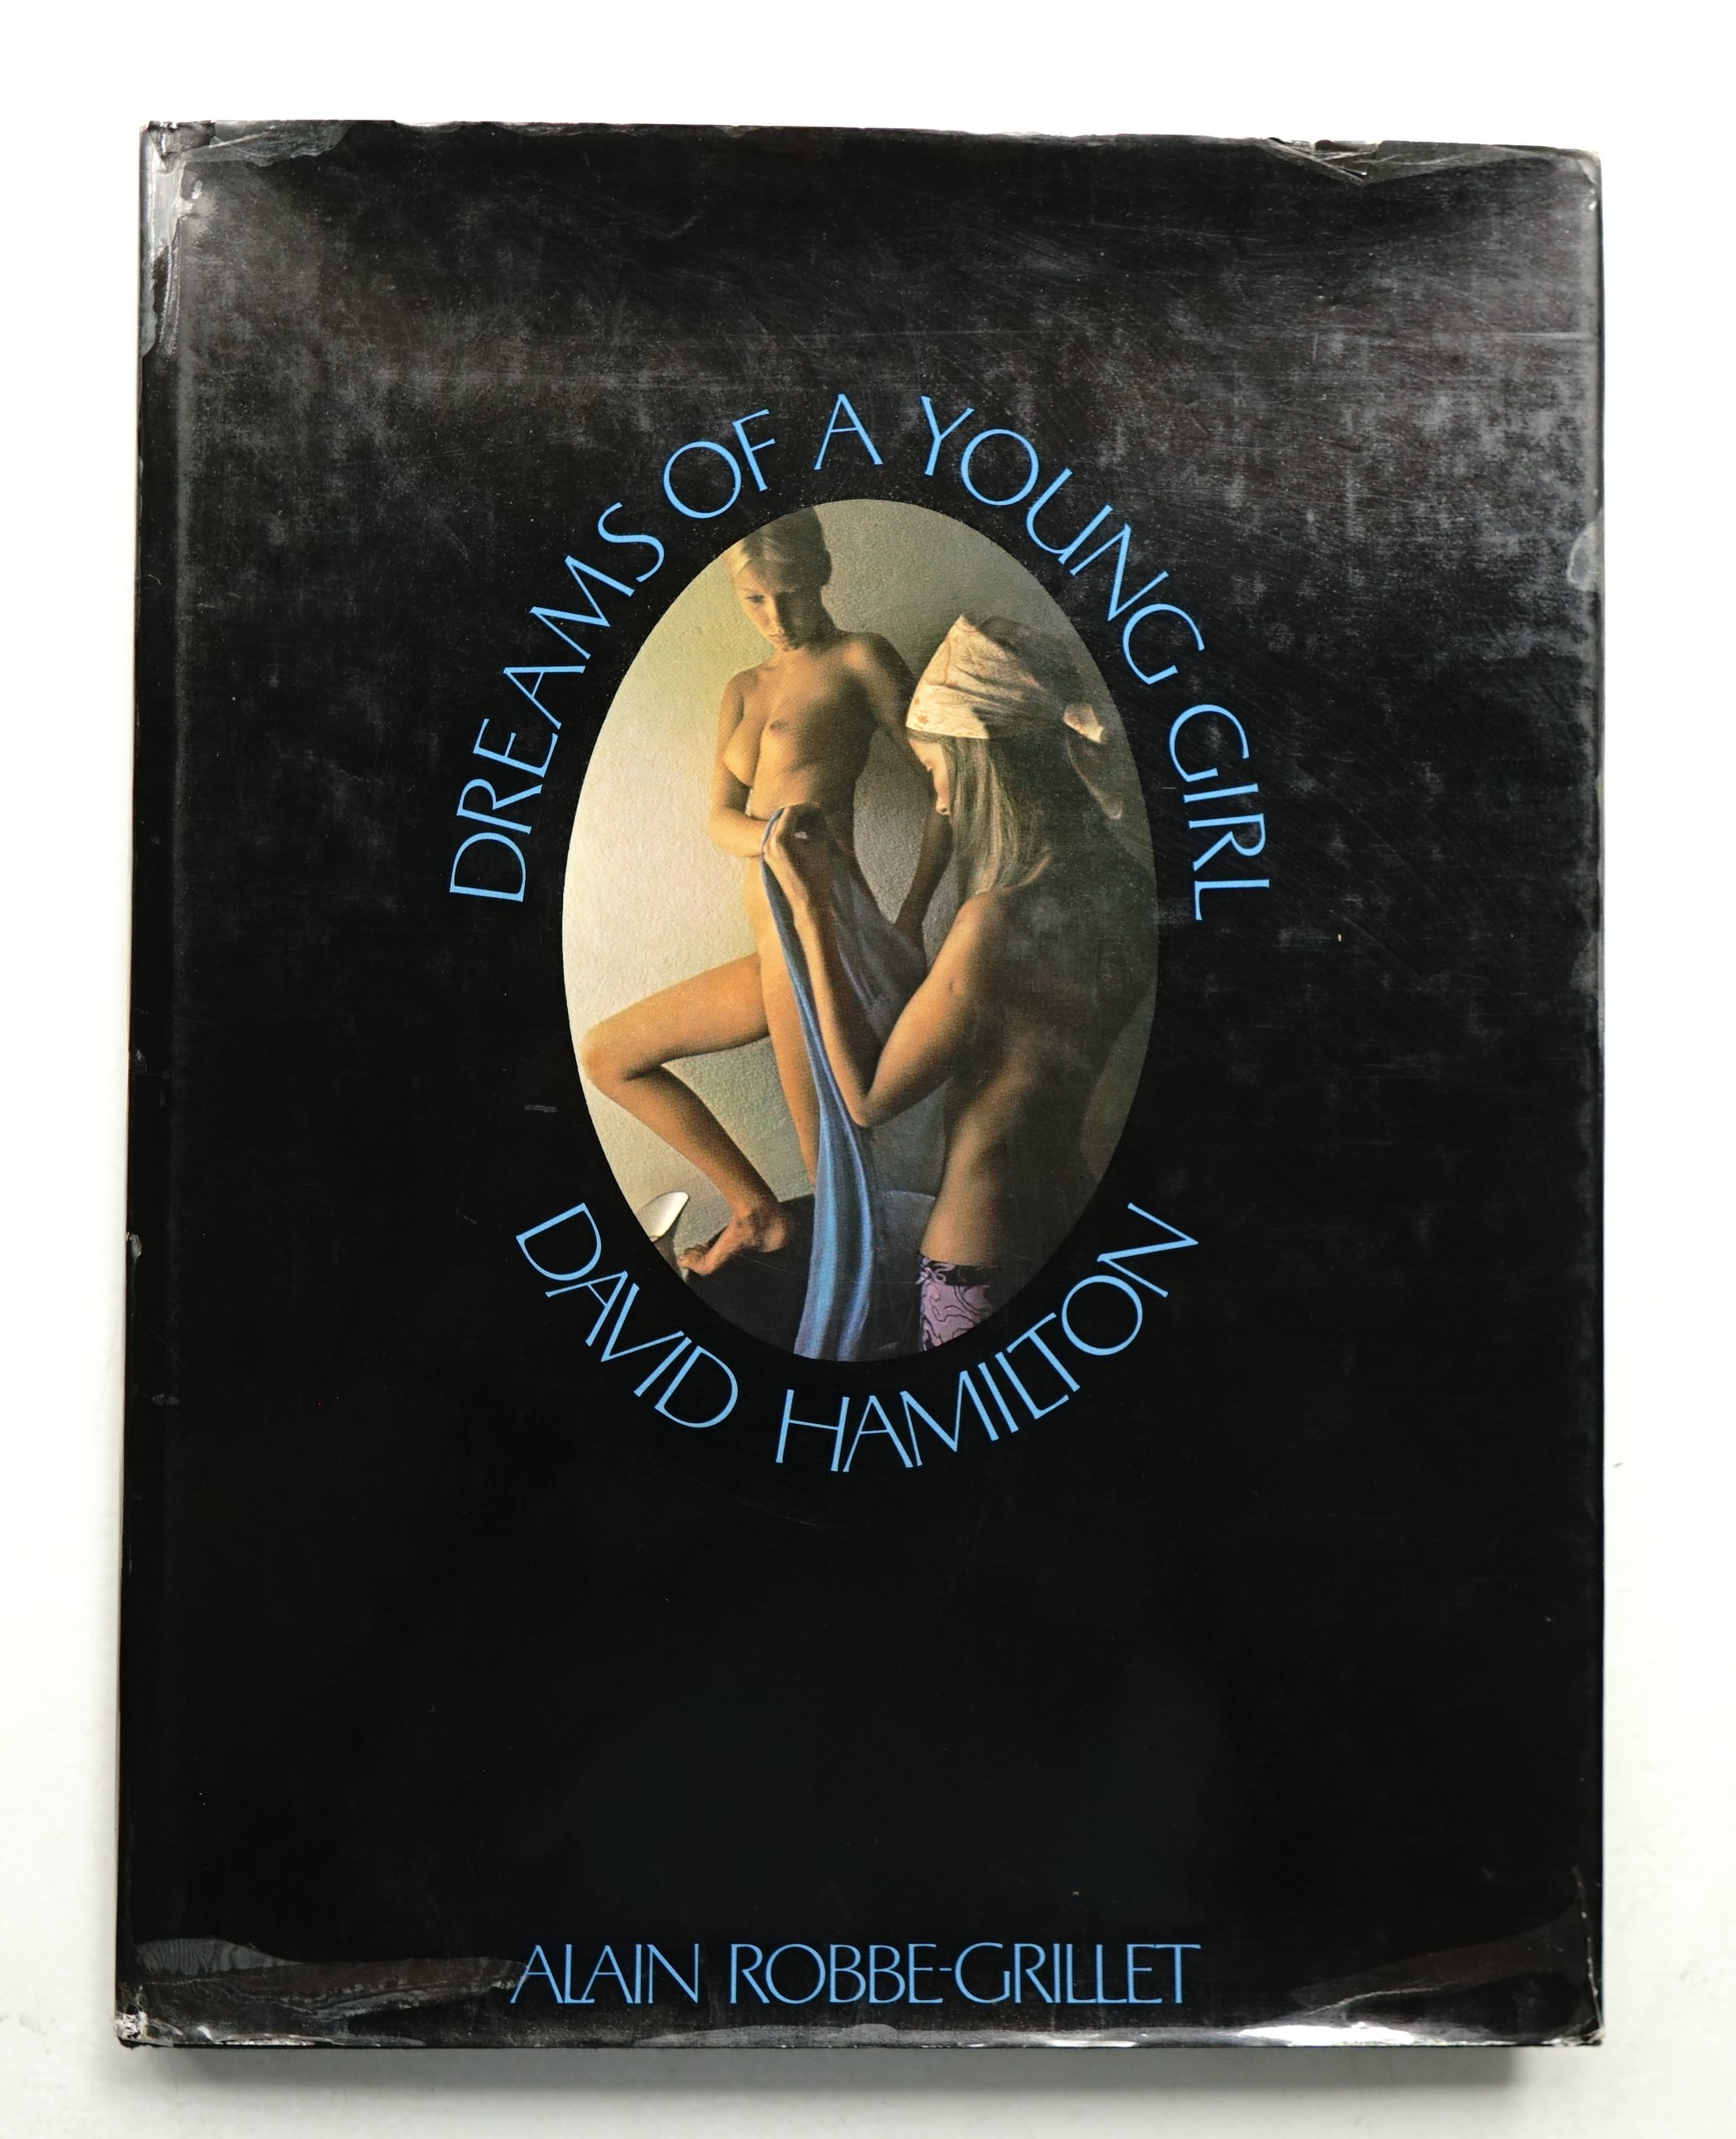 DREAMS OF A YOUNG GIRL
DAVID HAMILTON
ALAIN ROBBE-GRILLET